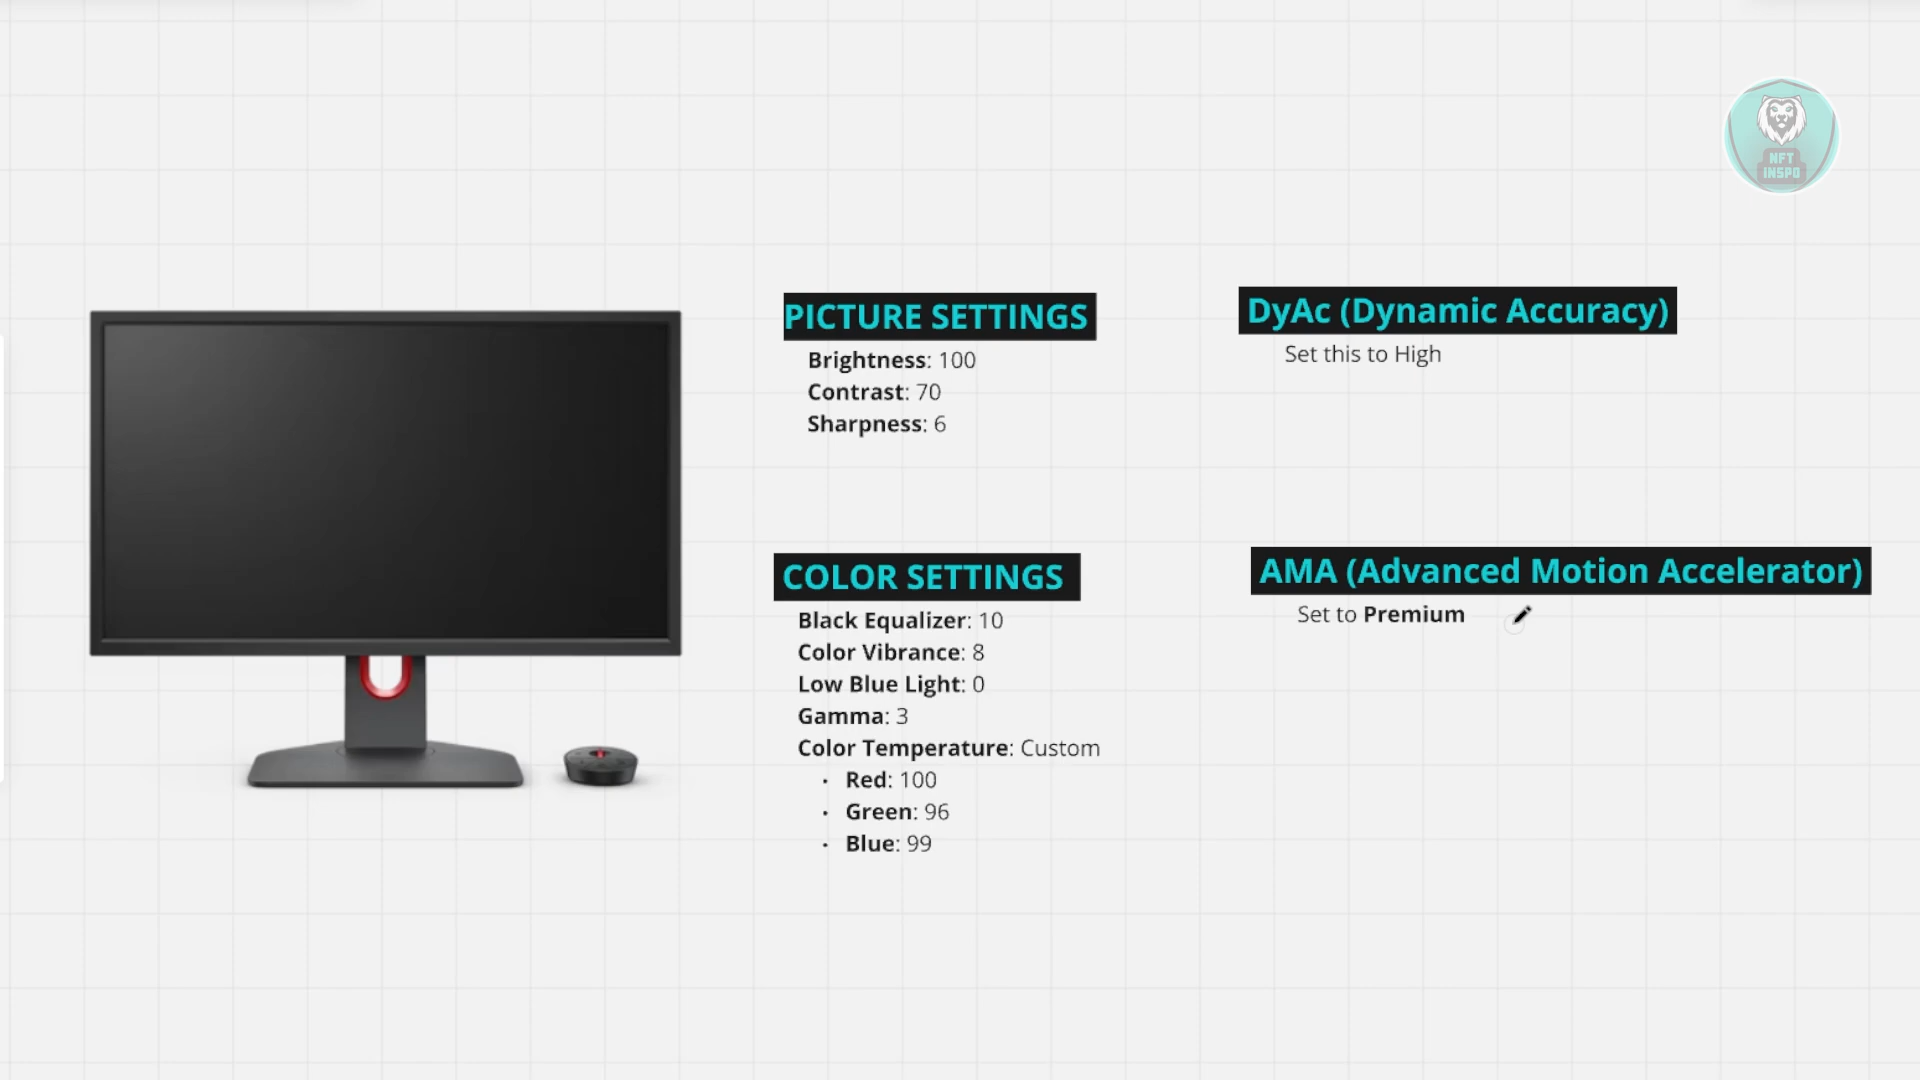 NFT
INSPO
PICTURE SETTINGS
Brightness: 100
Contrast: 70
Sharpness: 6
DyAc (Dynamic Accuracy)
Set this to High
COLOR SETTINGS
Black Equalizer: 10
Color Vibrance: 8
Low Blue Light: 0
Gamma: 3
Color Temperature: Custom
· Red: 100
· Green: 96
· Blue: 99
AMA (Advanced Motion Accelerator)
Set to Premium